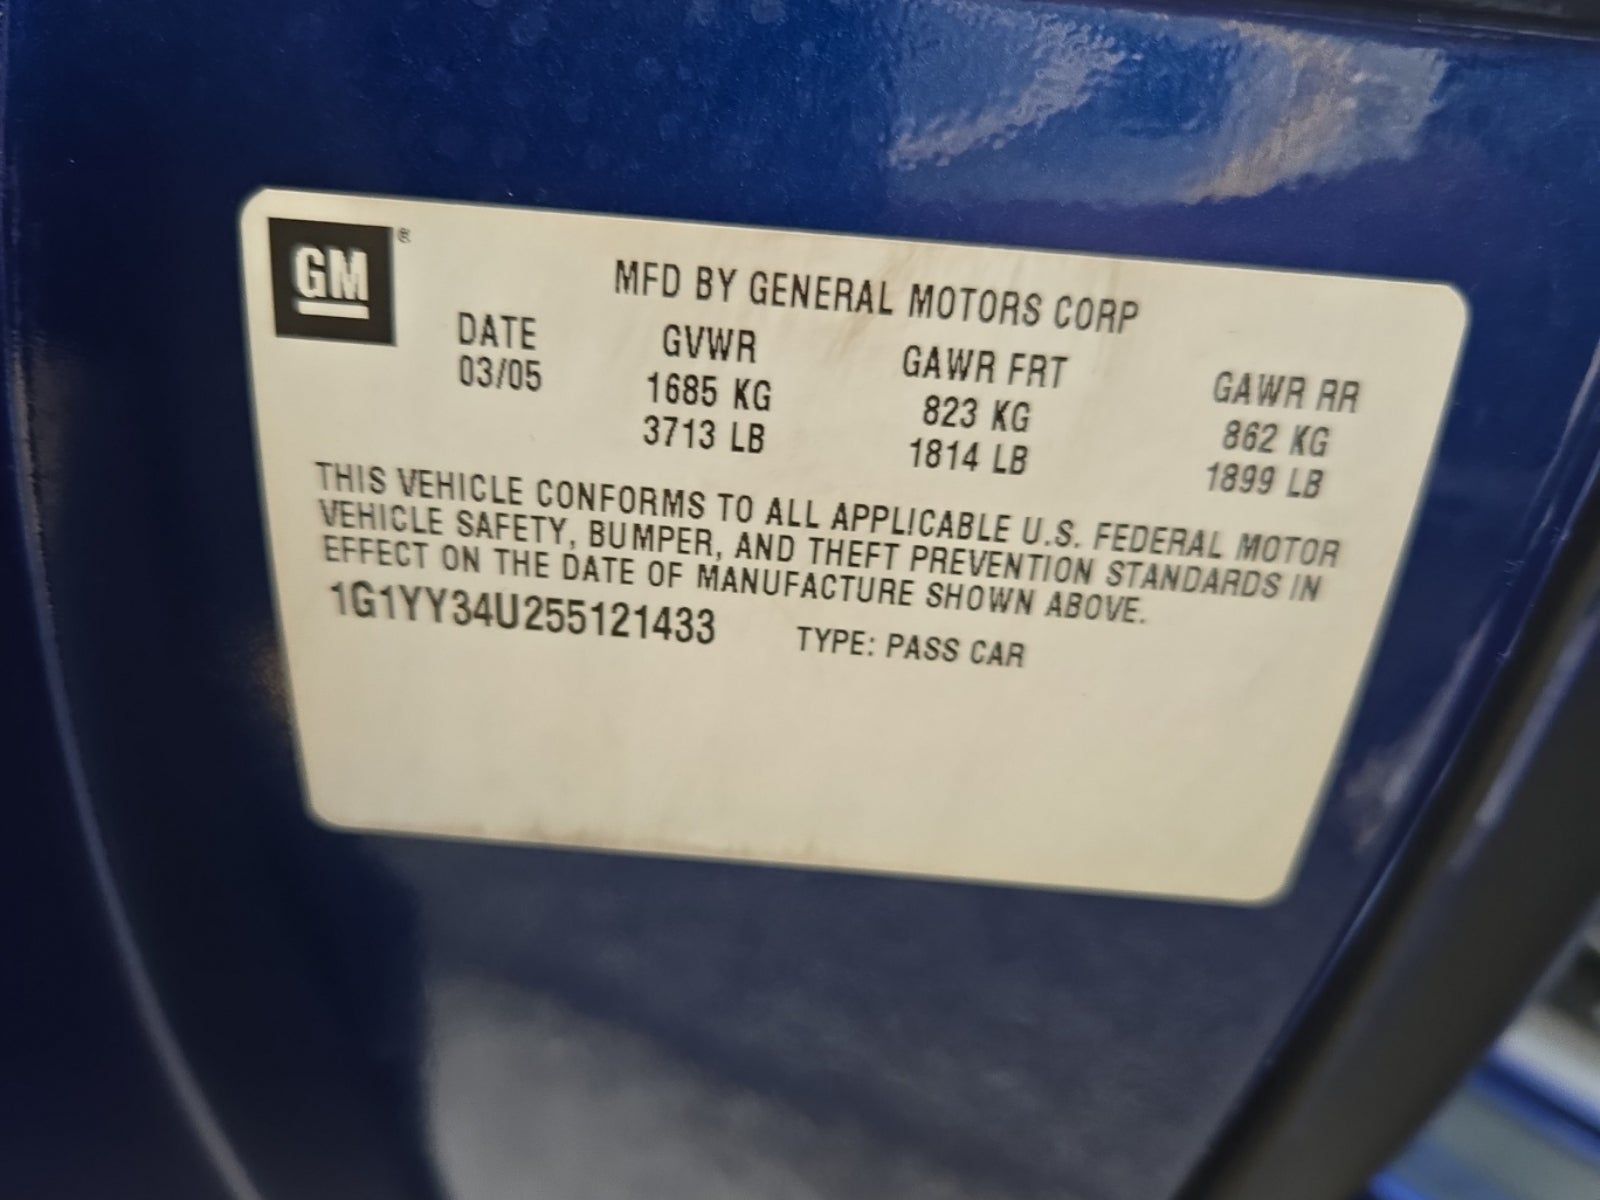 GM®
MFD BY GENERAL MOTORS CORP
DATE GVWR GAWR FRT GAWR RR
03/05 1685 KG 823 KG 862 KG
3713 LB 1814 LB 1899 LB
THIS VEHICLE CONFORMS TO ALL APPLICABLE U.S. FEDERAL MOTOR
VEHICLE SAFETY, BUMPER, AND THEFT PREVENTION STANDARDS IN
EFFECT ON THE DATE OF MANUFACTURE SHOWN ABOVE.
1G1YY34U255121433 TYPE: PASS CAR